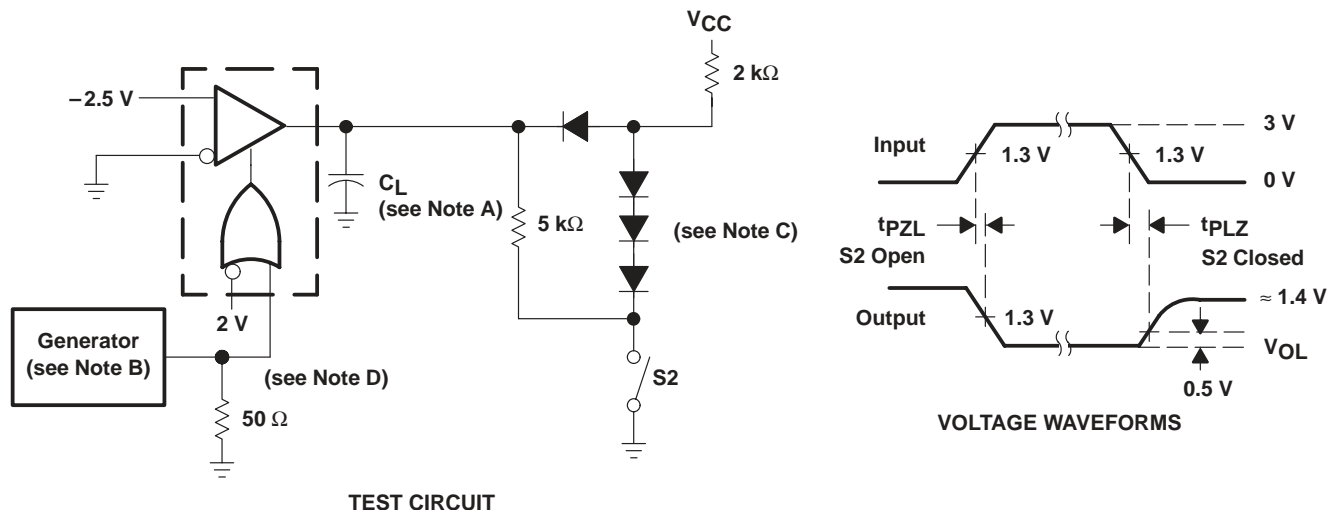 VCC
2 kΩ
−2.5 V
CL
(see Note A)
5 kΩ
(see Note C)
2 V
Generator
(see Note B)
(see Note D)
50 Ω
S2
TEST CIRCUIT
3 V
Input
1.3 V
1.3 V
0 V
tPZL
tPLZ
S2 Open
S2 Closed
≈ 1.4 V
Output
1.3 V
VOL
0.5 V
VOLTAGE WAVEFORMS